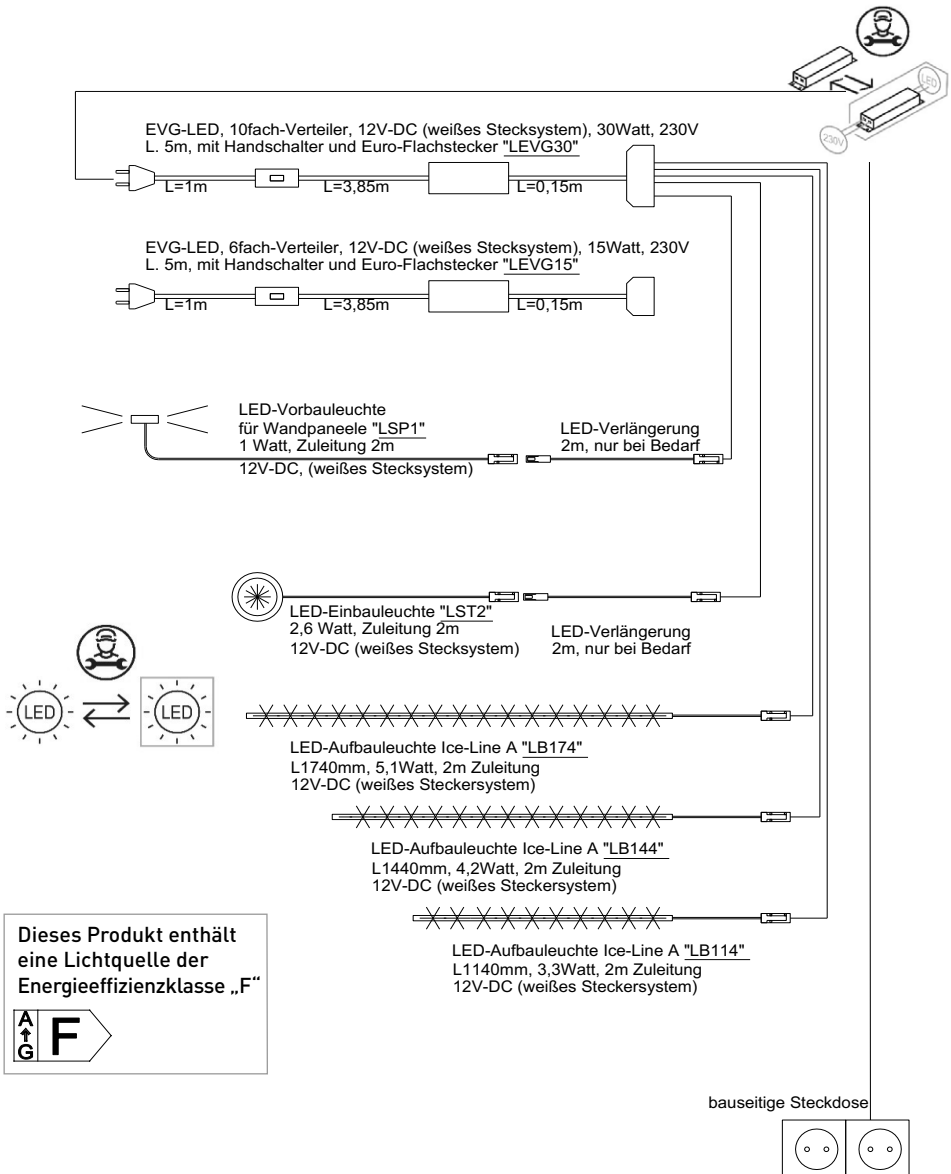 LED
230V
EVG-LED, 10fach-Verteiler, 12V-DC (weißes Stecksystem), 30Watt, 230V
L. 5m, mit Handschalter und Euro-Flachstecker "LEVG30"
L=1m L=3,85m L=0,15m
EVG-LED, 6fach-Verteiler, 12V-DC (weißes Stecksystem), 15Watt, 230V
L. 5m, mit Handschalter und Euro-Flachstecker "LEVG15"
L=1m L=3,85m L=0,15m
LED-Vorbauleuchte
für Wandpaneele "LSP1"
1 Watt, Zuleitung 2m
12V-DC, (weißes Stecksystem)
LED-Verlängerung
2m, nur bei Bedarf
LED-Einbauleuchte "LST2"
2,6 Watt, Zuleitung 2m
12V-DC (weißes Stecksystem)
LED-Verlängerung
2m, nur bei Bedarf
LED LED
LED-Aufbauleuchte Ice-Line A "LB174"
L1740mm, 5,1Watt, 2m Zuleitung
12V-DC (weißes Steckersystem)
LED-Aufbauleuchte Ice-Line A "LB144"
L1440mm, 4,2Watt, 2m Zuleitung
12V-DC (weißes Steckersystem)
LED-Aufbauleuchte Ice-Line A "LB114"
L1140mm, 3,3Watt, 2m Zuleitung
12V-DC (weißes Steckersystem)
Dieses Produkt enthält
eine Lichtquelle der
Energieeffizienzklasse „F“
A
G
F
bauseitige Steckdose